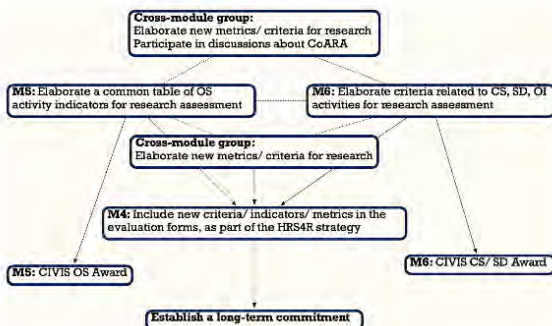 Cross-module group:
Elaborate new metrics/ criteria for research
Participate in discussions about CoARA
M5: Elaborate a common table of OS
activity indicators for research assessment
M6: Elaborate criteria related to CS, SD, OI
activities for research assessment
Cross-module group:
Elaborate new metrics/ criteria for research
M4: Include new criteria/ indicators/ metrics in the
evaluation forms, as part of the HRS4R strategy
M5: CIVIS OS Award
M6: CIVIS CS/ SD Award
Establish a long-term commitment